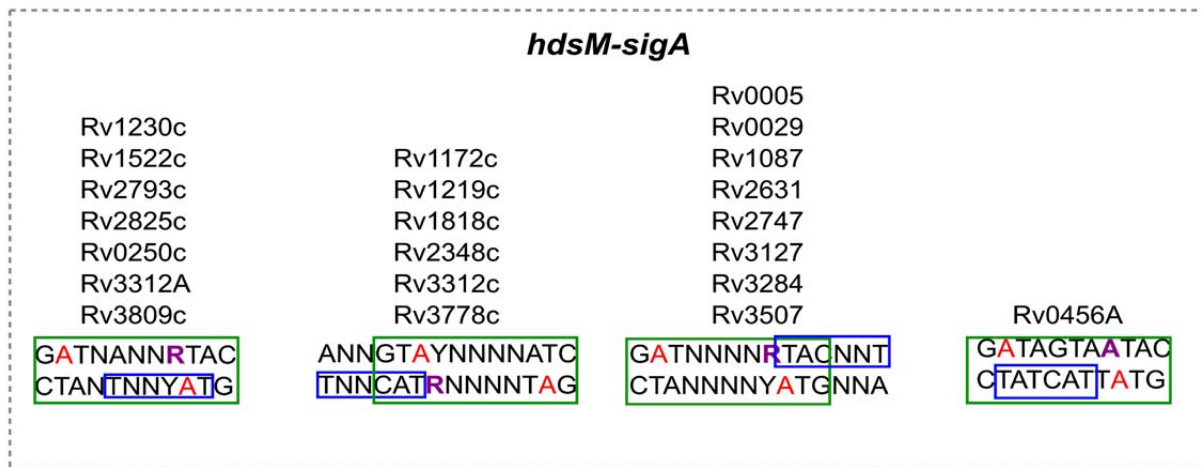 hdsM-sigA
Rv1230c
Rv1522c
Rv2793c
Rv2825c
Rv0250c
Rv3312A
Rv3809c
GATNANNRTAC
CTANTNNYATG
Rv1172c
Rv1219c
Rv1818c
Rv2348c
Rv3312c
Rv3778c
ANNGTAYNNNNATC
TNNCATRNNNNTAG
Rv0005
Rv0029
Rv1087
Rv2631
Rv2747
Rv3127
Rv3284
Rv3507
GATNNNNRTACNNT
CTANNNNYATGNNA
Rv0456A
GATAGTAATAC
CTATCATTATG